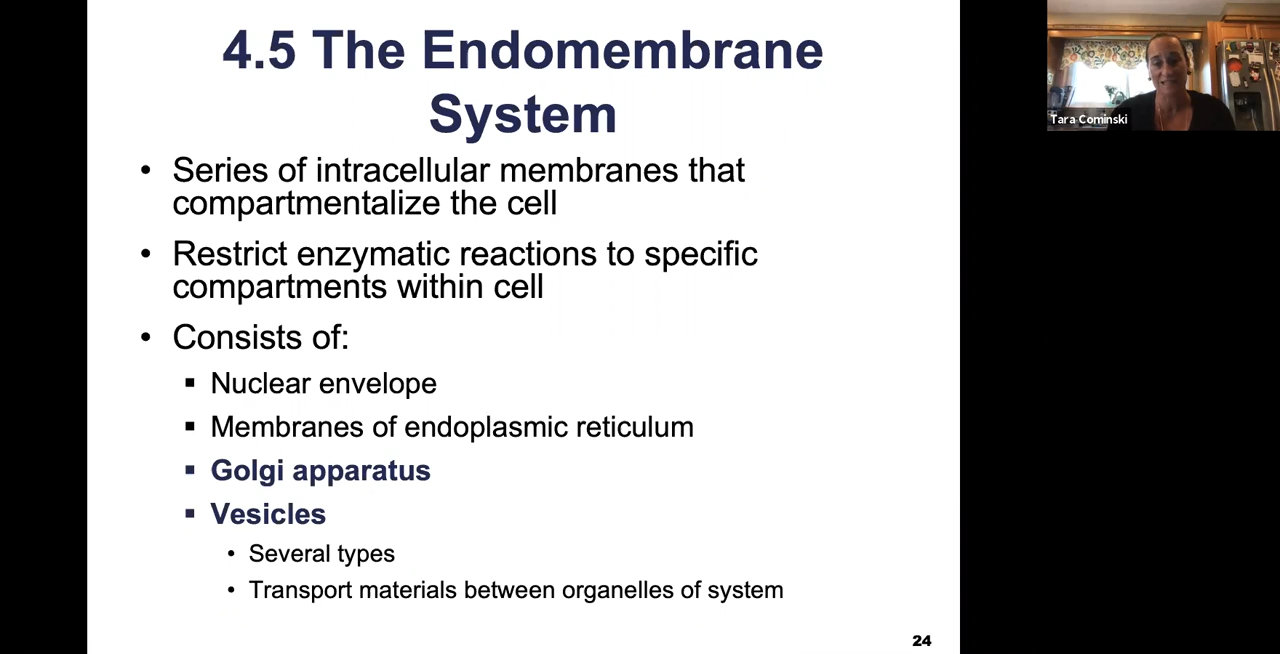 4.5 The Endomembrane
System
• Series of intracellular membranes that
compartmentalize the cell
• Restrict enzymatic reactions to specific
compartments within cell
• Consists of:
▪ Nuclear envelope
▪ Membranes of endoplasmic reticulum
▪ Golgi apparatus
▪ Vesicles
• Several types
• Transport materials between organelles of system
24
Tara Cominski